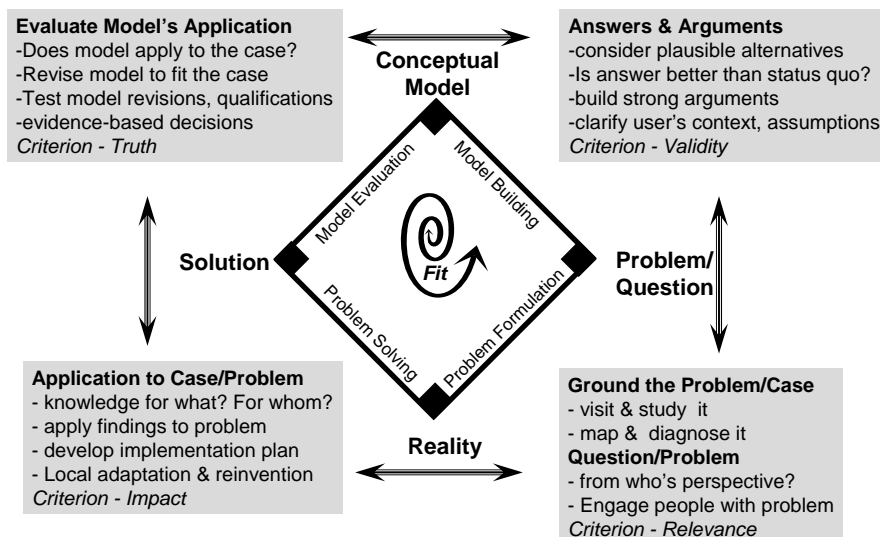 Evaluate Model's Application
-Does model apply to the case?
-Revise model to fit the case
-Test model revisions, qualifications
-evidence-based decisions
Criterion - Truth
Conceptual
Model
Answers & Arguments
-consider plausible alternatives
-Is answer better than status quo?
-build strong arguments
-clarify user's context, assumptions
Criterion - Validity
Model Evaluation
Model Building
Solution
Fit
Problem/
Question
Problem Solving
Problem Formulation
Application to Case/Problem
- knowledge for what? For whom?
- apply findings to problem
- develop implementation plan
- Local adaptation & reinvention
Criterion - Impact
Reality
Ground the Problem/Case
- visit & study it
- map & diagnose it
Question/Problem
- from who's perspective?
- Engage people with problem
Criterion - Relevance